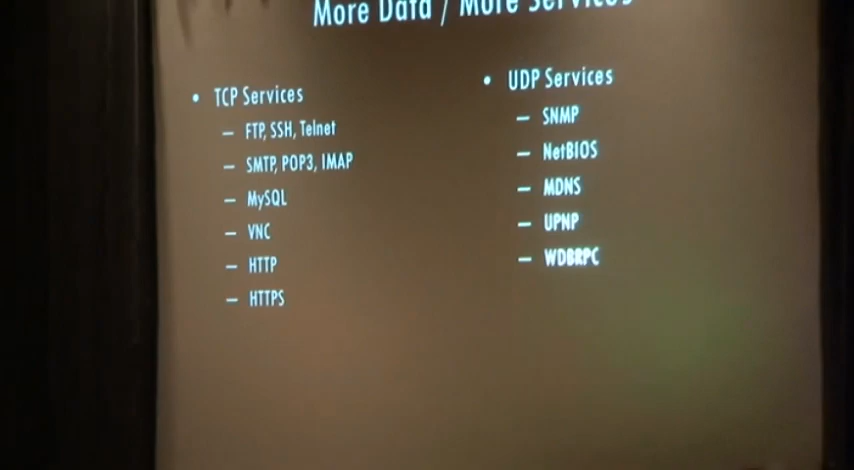 More Data / More Services
• TCP Services
– FTP, SSH, Telnet
– SMTP, POP3, IMAP
– MySQL
– VNC
– HTTP
– HTTPS
• UDP Services
– SNMP
– NetBIOS
– MDNS
– UPNP
– WDBRPC